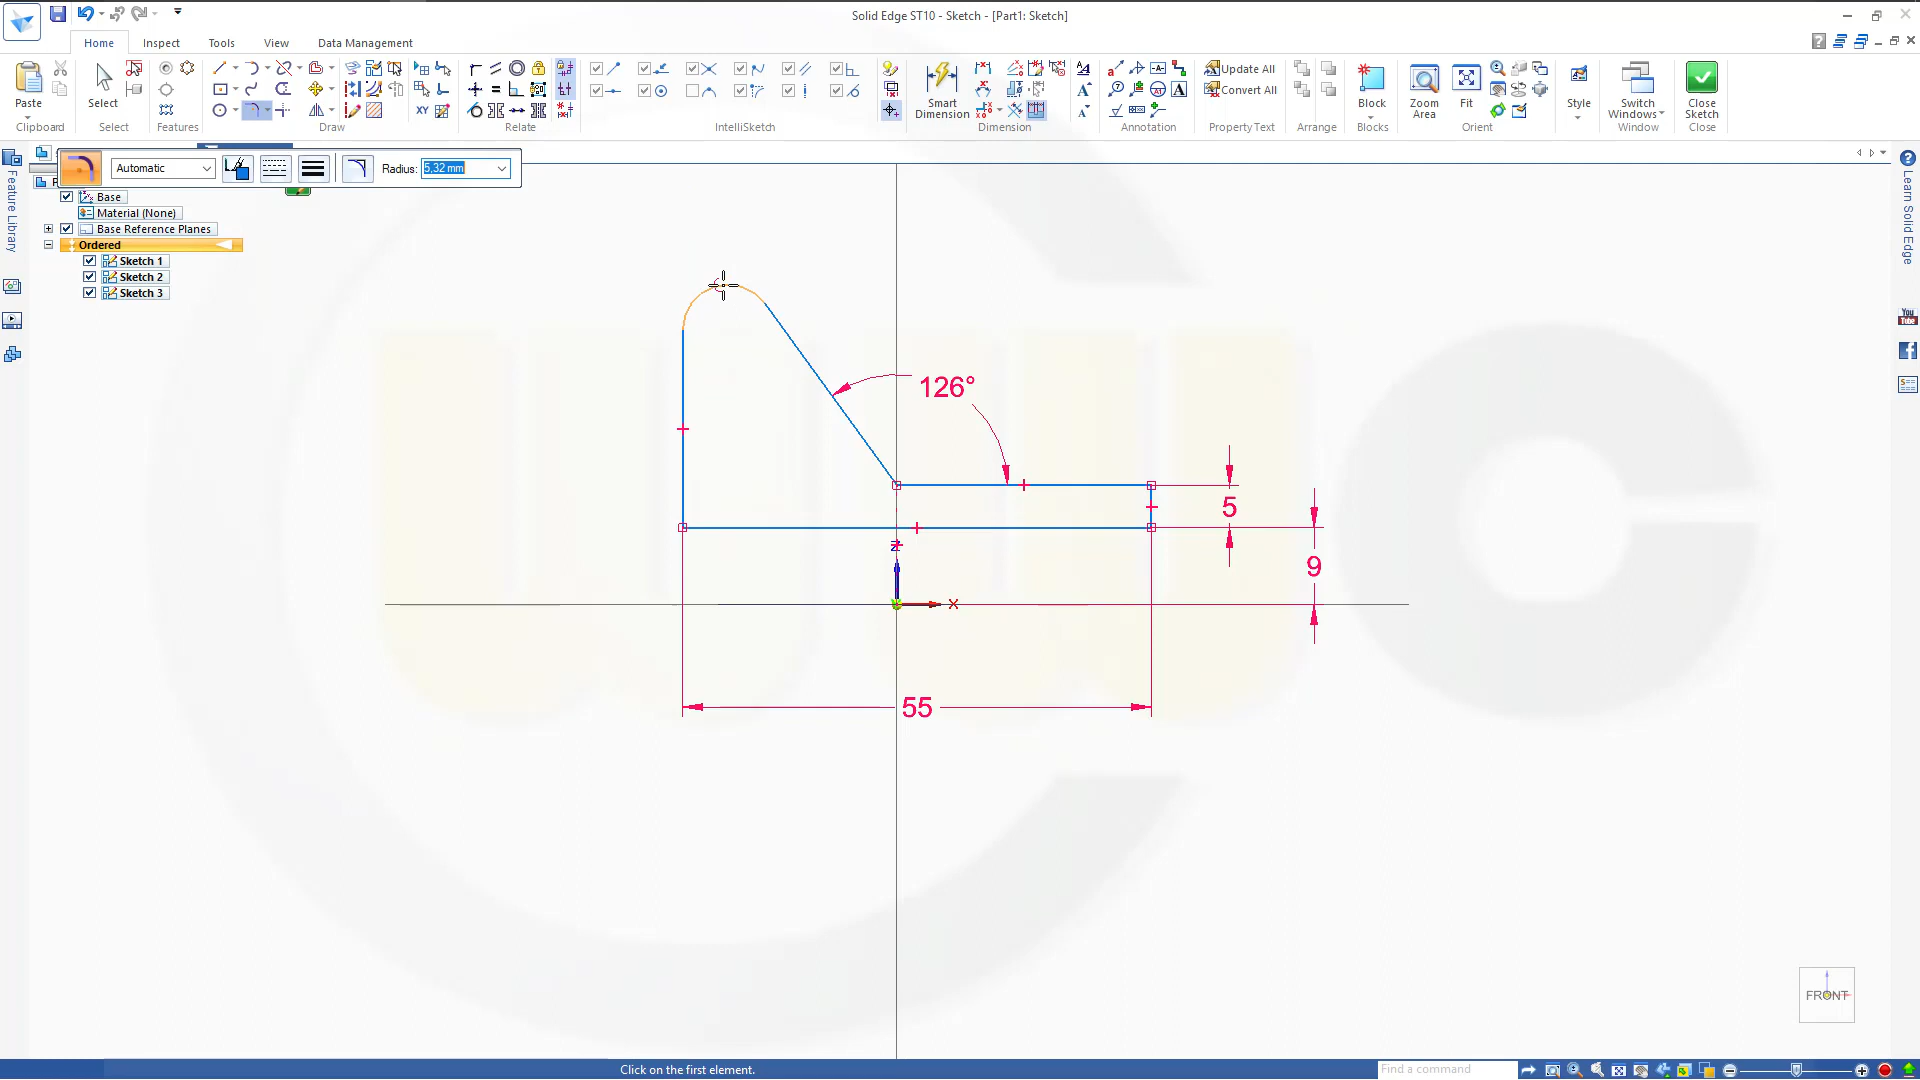 Solid Edge ST10 - Sketch - [Part1: Sketch]
Home Inspect Tools View Data Management
Paste
Clipboard
Select
Select
Features
Draw
Relate
IntelliSketch
Smart Dimension
Dimension
Annotation
Update All
Convert All
PropertyText
Arrange
Block
Blocks
Zoom Area
Fit
Orient
Style
Switch Windows
Window
Close Sketch
Close
Automatic
Radius: 5,32 mm
Base
Material (None)
Base Reference Planes
Ordered
Sketch 1
Sketch 2
Sketch 3
Feature Library
Learn Solid Edge
You Tube
126°
5
9
55
Z
X
FRONT
Click on the first element.
Find a command